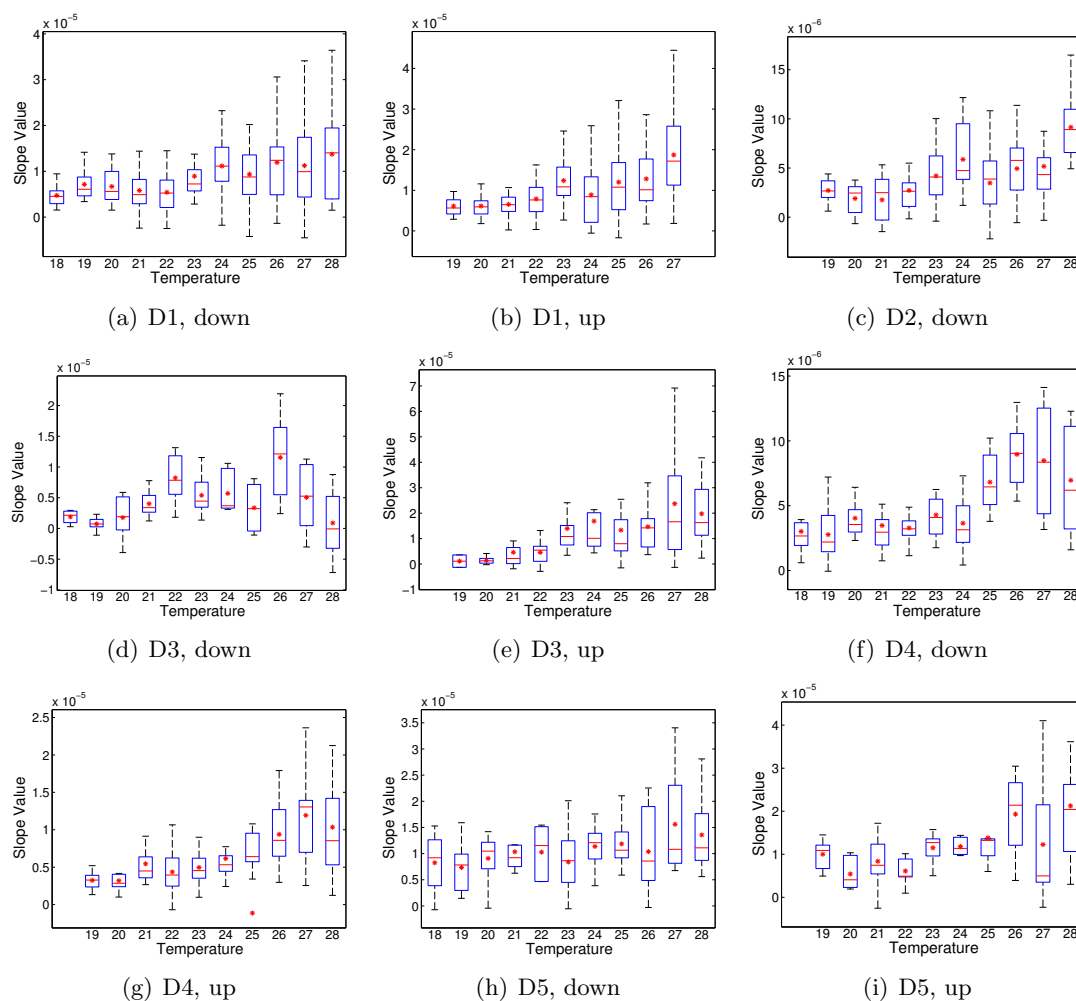 x 10^-5
4
3
2
1
0
Slope Value
18 19 20 21 22 23 24 25 26 27 28
Temperature
(a) D1, down
x 10^-5
4
3
2
1
0
Slope Value
19 20 21 22 23 24 25 26 27
Temperature
(b) D1, up
x 10^-6
15
10
5
0
Slope Value
19 20 21 22 23 24 25 26 27 28
Temperature
(c) D2, down
x 10^-5
2
1.5
1
0.5
0
−0.5
−1
Slope Value
18 19 20 21 22 23 24 25 26 27 28
Temperature
(d) D3, down
x 10^-5
7
6
5
4
3
2
1
0
−1
Slope Value
19 20 21 22 23 24 25 26 27 28
Temperature
(e) D3, up
x 10^-6
15
10
5
0
Slope Value
18 19 20 21 22 23 24 25 26 27 28
Temperature
(f) D4, down
x 10^-5
2.5
2
1.5
1
0.5
0
Slope Value
19 20 21 22 23 24 25 26 27 28
Temperature
(g) D4, up
x 10^-5
3.5
3
2.5
2
1.5
1
0.5
0
Slope Value
18 19 20 21 22 23 24 25 26 27 28
Temperature
(h) D5, down
x 10^-5
4
3
2
1
0
Slope Value
19 20 21 22 23 24 25 26 27 28
Temperature
(i) D5, up